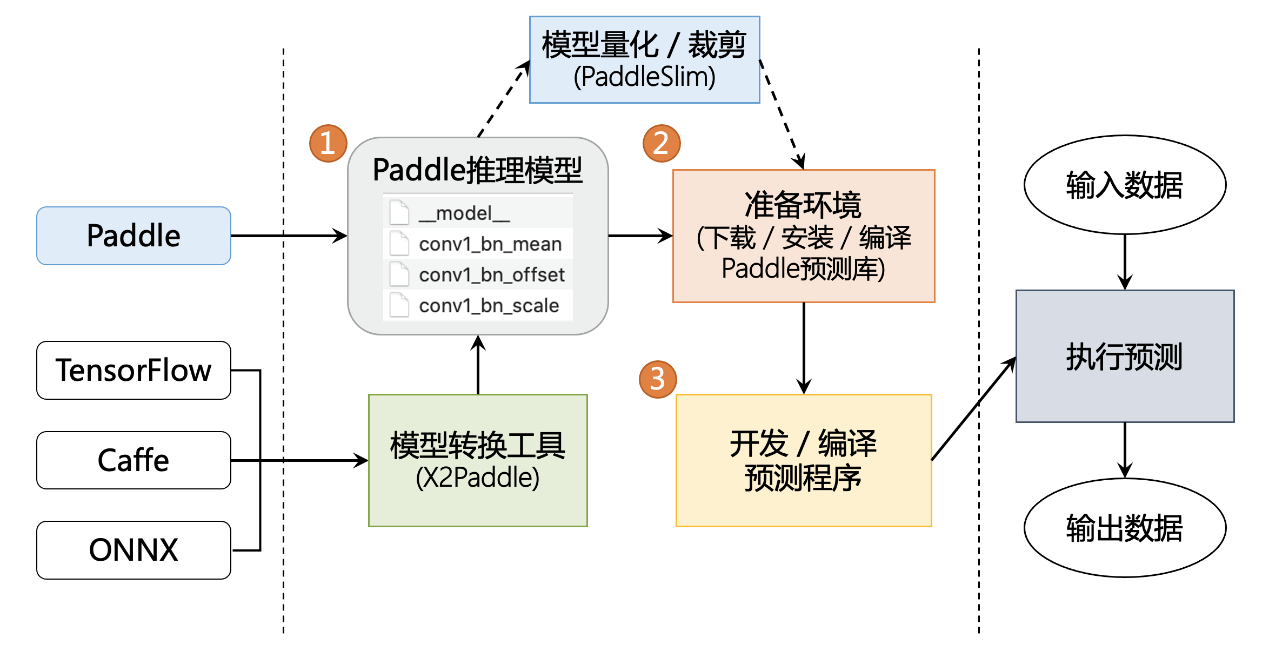 模型量化 / 裁剪
(PaddleSlim)
1
Paddle推理模型
__model__
conv1_bn_mean
conv1_bn_offset
conv1_bn_scale
2
准备环境
(下载 / 安装 / 编译
Paddle预测库)
Paddle
TensorFlow
Caffe
ONNX
模型转换工具
(X2Paddle)
3
开发 / 编译
预测程序
输入数据
执行预测
输出数据